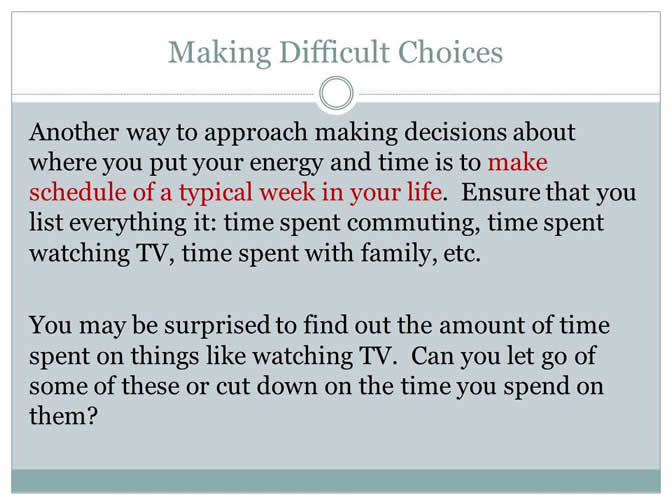 Making Difficult Choices
Another way to approach making decisions about
where you put your energy and time is to make
schedule of a typical week in your life.  Ensure that you
list everything it: time spent commuting, time spent
watching TV, time spent with family, etc.
You may be surprised to find out the amount of time
spent on things like watching TV.  Can you let go of
some of these or cut down on the time you spend on
them?